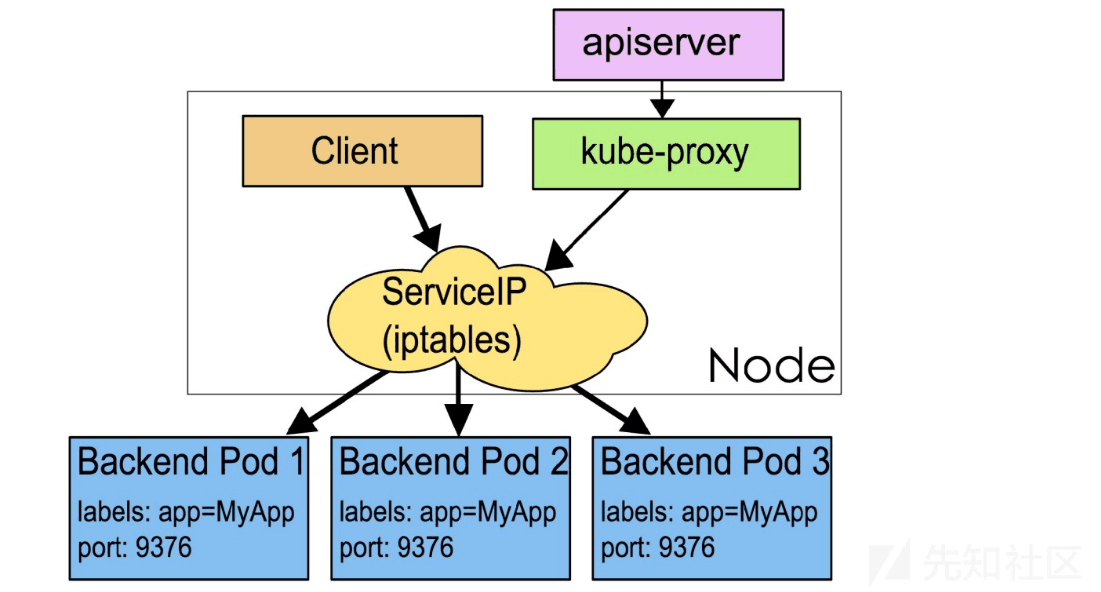 apiserver
Client
kube-proxy
ServiceIP
(iptables)
Node
Backend Pod 1
labels: app=MyApp
port: 9376
Backend Pod 2
labels: app=MyApp
port: 9376
Backend Pod 3
labels: app=MyApp
port: 9376
先知社区